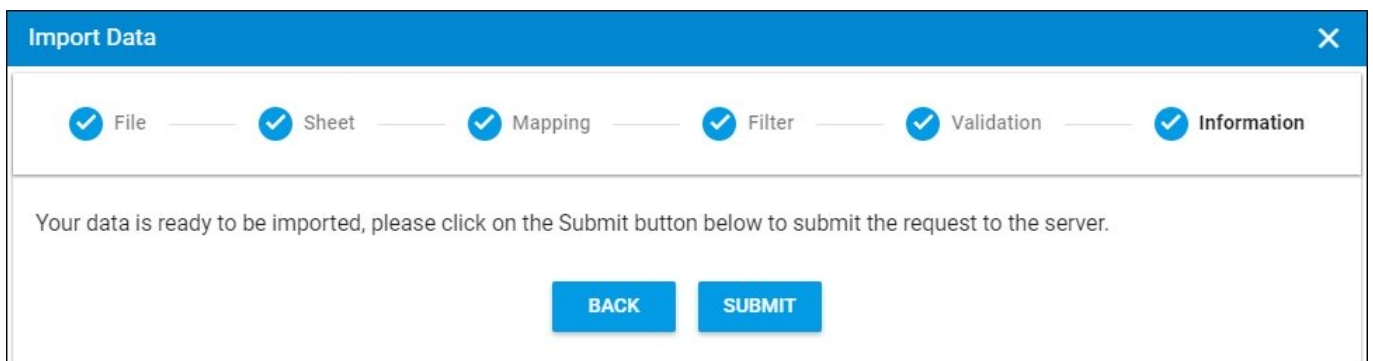 Import Data
File Sheet Mapping Filter Validation Information
Your data is ready to be imported, please click on the Submit button below to submit the request to the server.
BACK SUBMIT